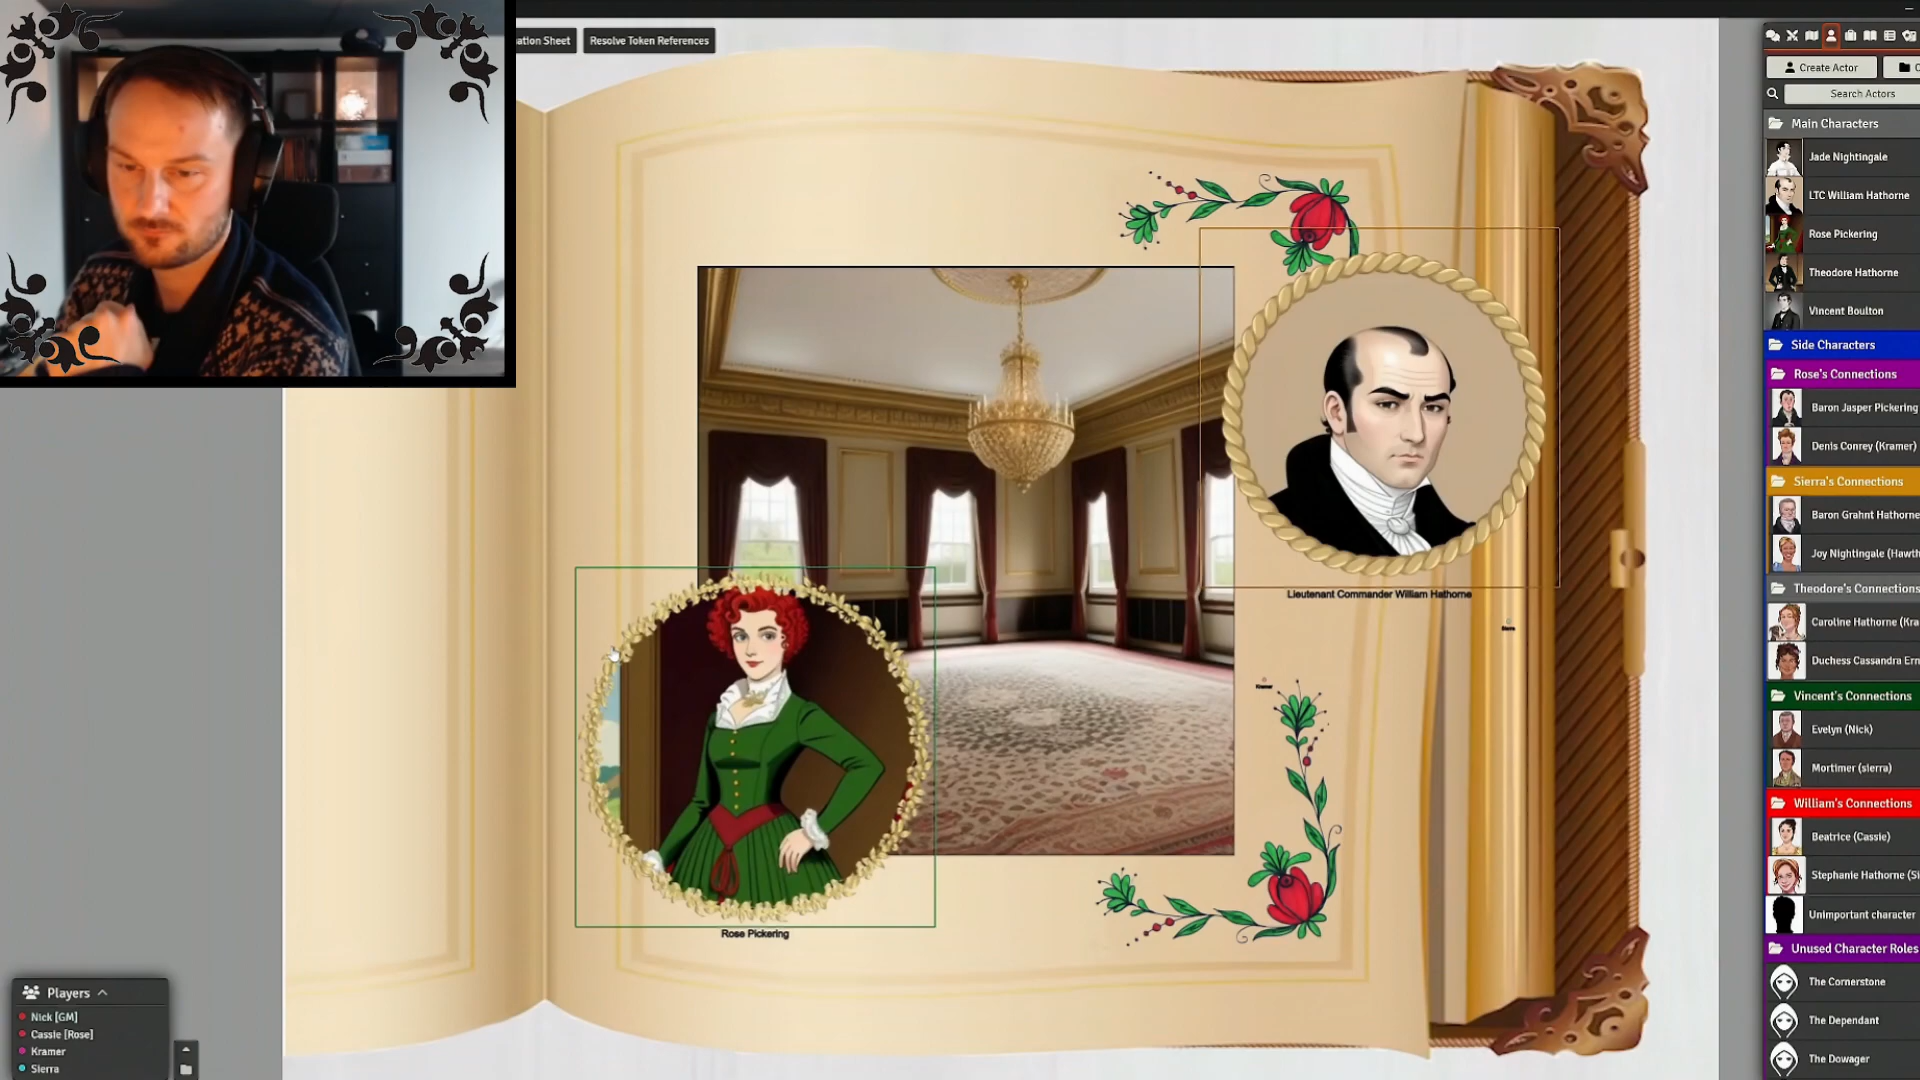 ation Sheet
Resolve Token References
Create Actor
C
Search Actors
Main Characters
Jade Nightingale
LTC William Hathorne
Rose Pickering
Theodore Hathorne
Vincent Boulton
Side Characters
Rose's Connections
Baron Jasper Pickering
Denis Conrey (Kramer)
Sierra's Connections
Baron Grahnt Hathorne
Joy Nightingale (Hawth
Theodore's Connections
Caroline Hathorne (Kra
Duchess Cassandra Ern
Vincent's Connections
Evelyn (Nick)
Mortimer (sierra)
William's Connections
Beatrice (Cassie)
Stephanie Hathorne (Si
Unimportant character
Unused Character Roles
The Cornerstone
The Dependant
The Dowager
Lieutenant Commander William Hathorne
Sierra
Kramer
Rose Pickering
Players
Nick [GM]
Cassie [Rose]
Kramer
Sierra